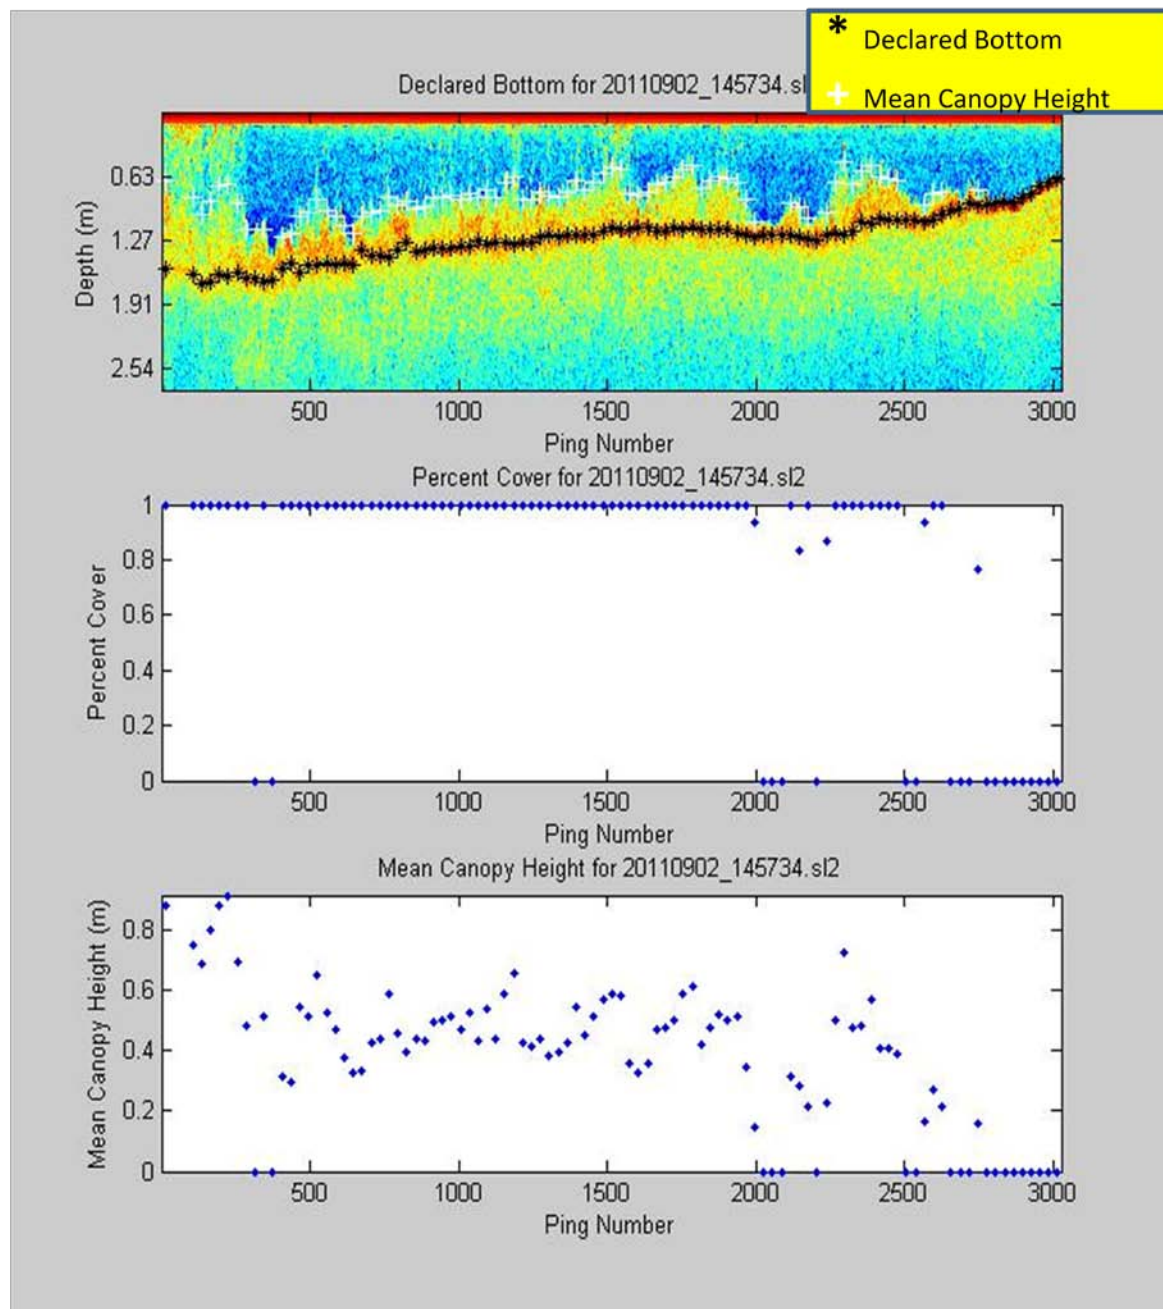 * Declared Bottom
+ Mean Canopy Height
Declared Bottom for 20110902_145734.sl
0.63
1.27
1.91
2.54
Depth (m)
500 1000 1500 2000 2500 3000
Ping Number
Percent Cover for 20110902_145734.sl2
1
0.8
0.6
0.4
0.2
0
Percent Cover
500 1000 1500 2000 2500 3000
Ping Number
Mean Canopy Height for 20110902_145734.sl2
0.8
0.6
0.4
0.2
0
Mean Canopy Height (m)
500 1000 1500 2000 2500 3000
Ping Number